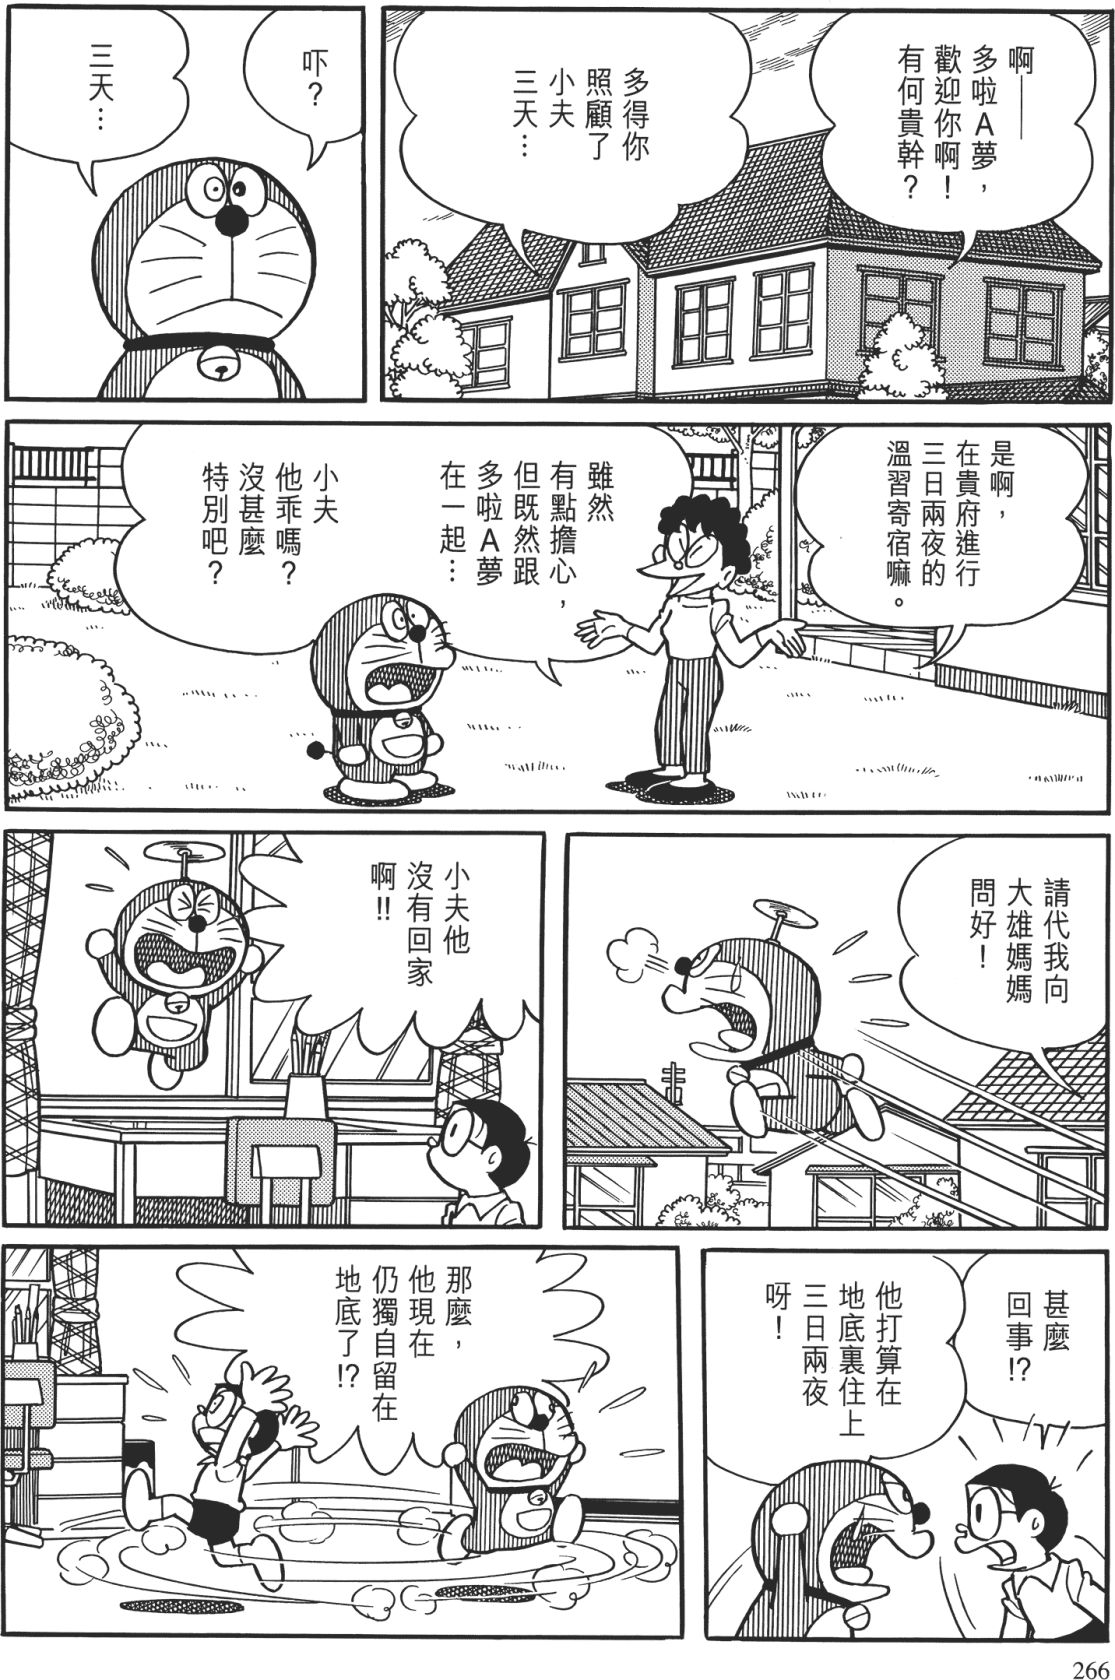 啊——
多啦A夢，
歡迎你啊！
有何貴幹？
多得你
照顧了
小夫
三天…
吓？
三天…
是啊，
在貴府進行
三日兩夜的
溫習寄宿嘛。
雖然
有點擔心，
但既然跟
多啦A夢
在一起…
小夫
他乖嗎？
沒甚麼
特別吧？
請代我向
大雄媽媽
問好！
小夫他
沒有回家
啊!!
甚麼
回事!?
他打算在
地底裏住上
三日兩夜
呀！
那麼，
他現在
仍獨自留在
地底了!?
266